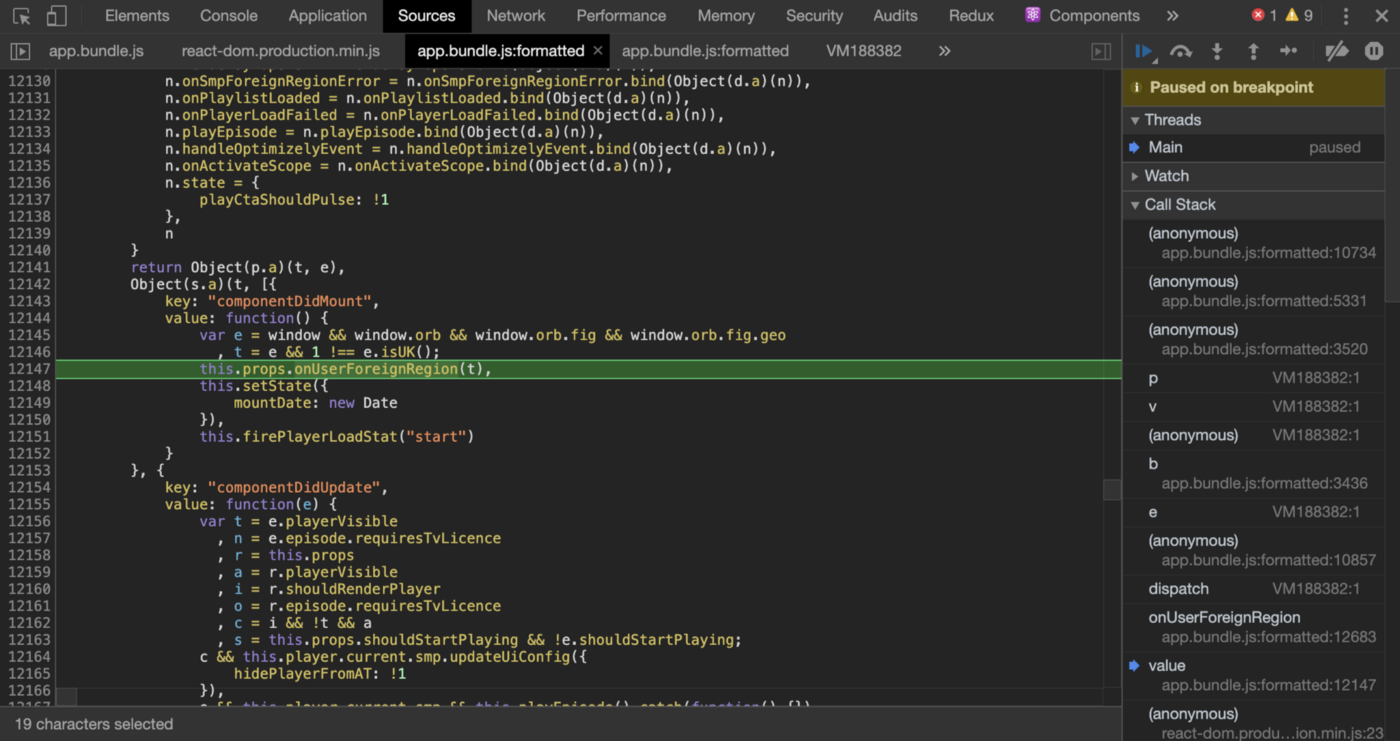 Elements Console Application Sources Network Performance Memory Security Audits Redux Components » 1 9
app.bundle.js react-dom.production.min.js app.bundle.js:formatted × app.bundle.js:formatted VM188382 »
12130 n.onSmpForeignRegionError = n.onSmpForeignRegionError.bind(Object(d.a)(n)),
12131 n.onPlaylistLoaded = n.onPlaylistLoaded.bind(Object(d.a)(n)),
12132 n.onPlayerLoadFailed = n.onPlayerLoadFailed.bind(Object(d.a)(n)),
12133 n.playEpisode = n.playEpisode.bind(Object(d.a)(n)),
12134 n.handleOptimizelyEvent = n.handleOptimizelyEvent.bind(Object(d.a)(n)),
12135 n.onActivateScope = n.onActivateScope.bind(Object(d.a)(n)),
12136 n.state = {
12137 playCtaShouldPulse: !1
12138 },
12139 n
12140 }
12141 return Object(p.a)(t, e),
12142 Object(s.a)(t, [{
12143 key: "componentDidMount",
12144 value: function() {
12145 var e = window && window.orb && window.orb.fig && window.orb.fig.geo
12146 , t = e && 1 !== e.isUK();
12147 this.props.onUserForeignRegion(t),
12148 this.setState({
12149 mountDate: new Date
12150 }),
12151 this.firePlayerLoadStat("start")
12152 }
12153 }, {
12154 key: "componentDidUpdate",
12155 value: function(e) {
12156 var t = e.playerVisible
12157 , n = e.episode.requiresTvLicence
12158 , r = this.props
12159 , a = r.playerVisible
12160 , i = r.shouldRenderPlayer
12161 , o = r.episode.requiresTvLicence
12162 , c = i && !t && a
12163 , s = this.props.shouldStartPlaying && !e.shouldStartPlaying;
12164 c && this.player.current.smp.updateUiConfig({
12165 hidePlayerFromAT: !1
12166 }),
19 characters selected
Paused on breakpoint
Threads
Main paused
Watch
Call Stack
(anonymous)
app.bundle.js:formatted:10734
(anonymous)
app.bundle.js:formatted:5331
(anonymous)
app.bundle.js:formatted:3520
p VM188382:1
v VM188382:1
(anonymous) VM188382:1
b
app.bundle.js:formatted:3436
e VM188382:1
(anonymous)
app.bundle.js:formatted:10857
dispatch VM188382:1
onUserForeignRegion
app.bundle.js:formatted:12683
value
app.bundle.js:formatted:12147
(anonymous)
react-dom.produ…ion.min.js:23